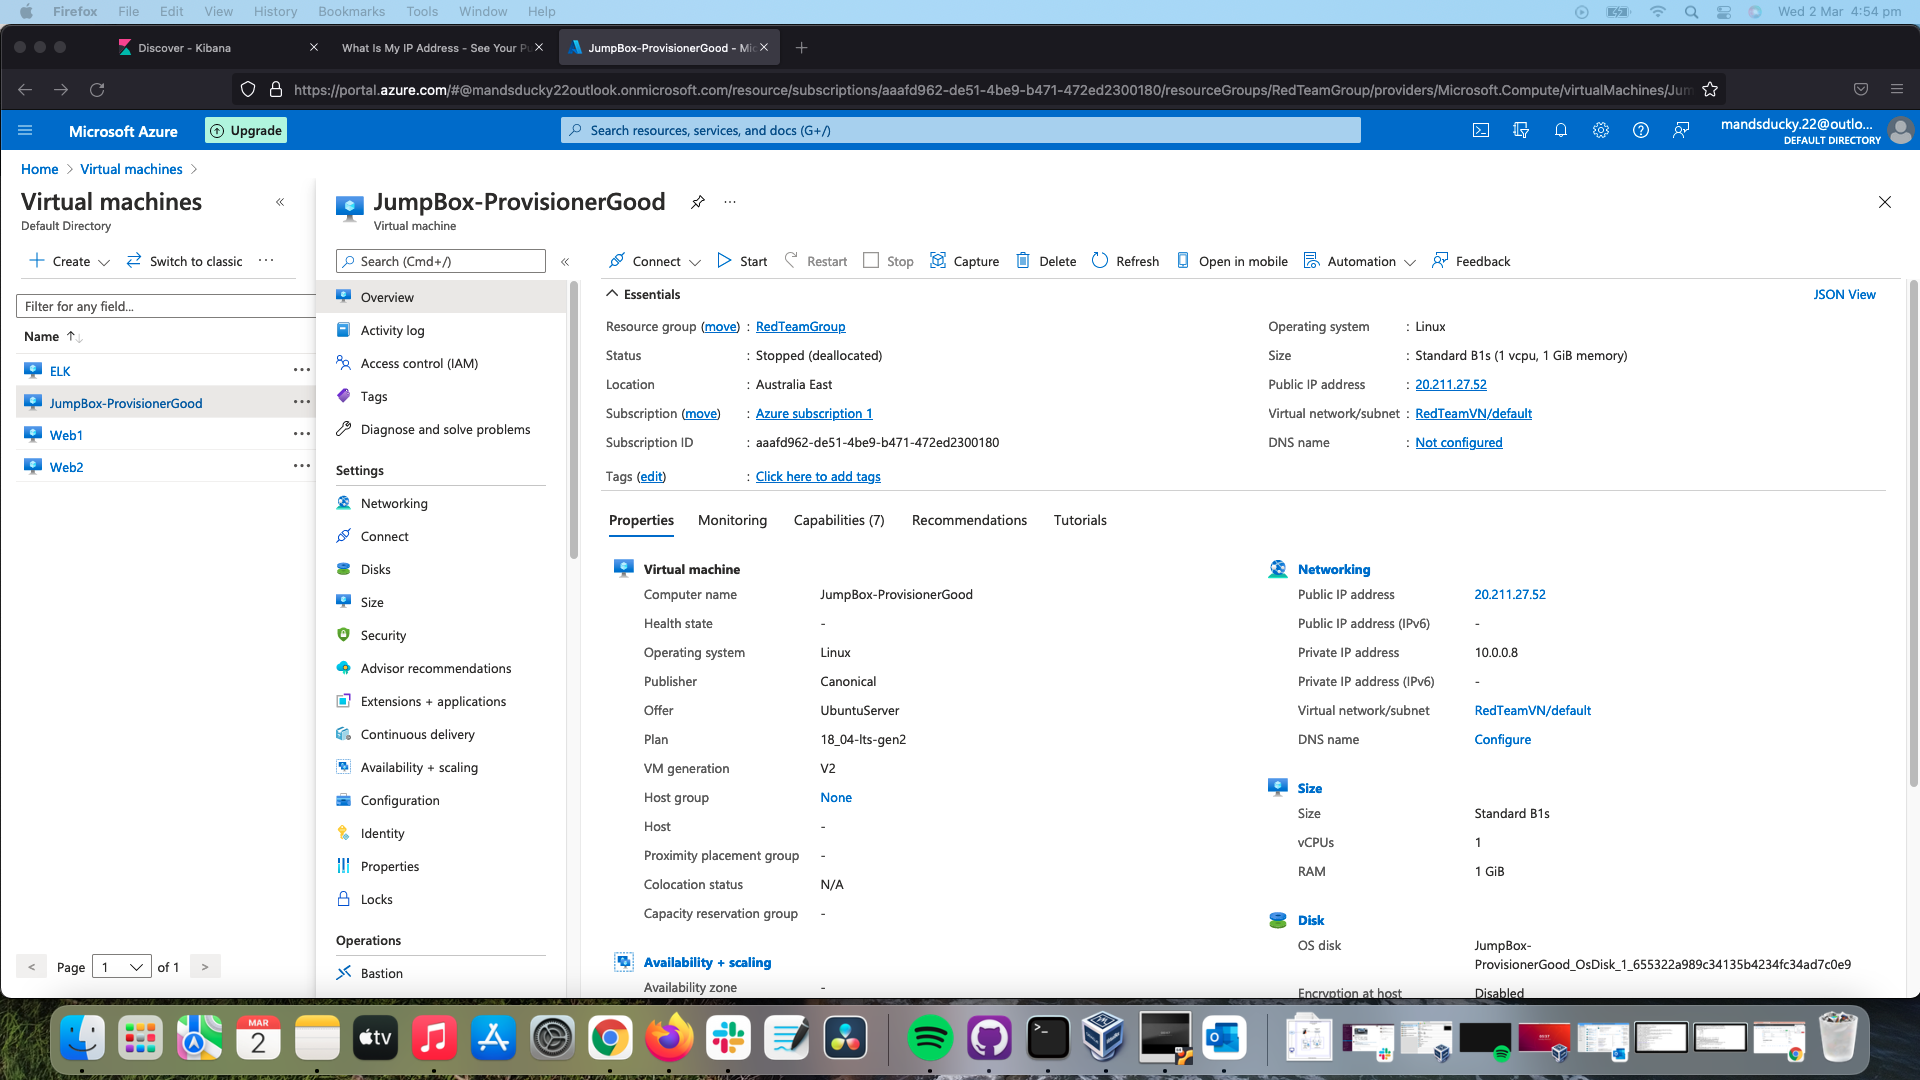 Firefox File Edit View History Bookmarks Tools Window Help Wed 2 Mar 4:54 pm
Discover - Kibana
What Is My IP Address - See Your Pu
JumpBox-ProvisionerGood - Mic
https://portal.azure.com/#@mandsducky22outlook.onmicrosoft.com/resource/subscriptions/aaafd962-de51-4be9-b471-472ed2300180/resourceGroups/RedTeamGroup/providers/Microsoft.Compute/virtualMachines/Jum
Microsoft Azure
Upgrade
Search resources, services, and docs (G+/)
mandsducky.22@outlo...
DEFAULT DIRECTORY
Home > Virtual machines >
Virtual machines
Default Directory
Create
Switch to classic
Filter for any field...
Name
ELK
JumpBox-ProvisionerGood
Web1
Web2
< Page 1 of 1 >
JumpBox-ProvisionerGood
Virtual machine
Search (Cmd+/)
Overview
Activity log
Access control (IAM)
Tags
Diagnose and solve problems
Settings
Networking
Connect
Disks
Size
Security
Advisor recommendations
Extensions + applications
Continuous delivery
Availability + scaling
Configuration
Identity
Properties
Locks
Operations
Bastion
Connect Start Restart Stop Capture Delete Refresh Open in mobile Automation Feedback
Essentials
JSON View
Resource group (move) : RedTeamGroup
Status : Stopped (deallocated)
Location : Australia East
Subscription (move) : Azure subscription 1
Subscription ID : aaafd962-de51-4be9-b471-472ed2300180
Tags (edit) : Click here to add tags
Operating system : Linux
Size : Standard B1s (1 vcpu, 1 GiB memory)
Public IP address : 20.211.27.52
Virtual network/subnet : RedTeamVN/default
DNS name : Not configured
Properties Monitoring Capabilities (7) Recommendations Tutorials
Virtual machine
Computer name JumpBox-ProvisionerGood
Health state -
Operating system Linux
Publisher Canonical
Offer UbuntuServer
Plan 18_04-lts-gen2
VM generation V2
Host group None
Host -
Proximity placement group -
Colocation status N/A
Capacity reservation group -
Availability + scaling
Availability zone -
Networking
Public IP address 20.211.27.52
Public IP address (IPv6) -
Private IP address 10.0.0.8
Private IP address (IPv6) -
Virtual network/subnet RedTeamVN/default
DNS name Configure
Size
Size Standard B1s
vCPUs 1
RAM 1 GiB
Disk
OS disk JumpBox-
ProvisionerGood_OsDisk_1_655322a989c34135b4234fc34ad7c0e9
Encryption at host Disabled
MAR
2
tv